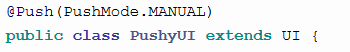 @Push(PushMode.MANUAL)
public class PushyUI extends UI {